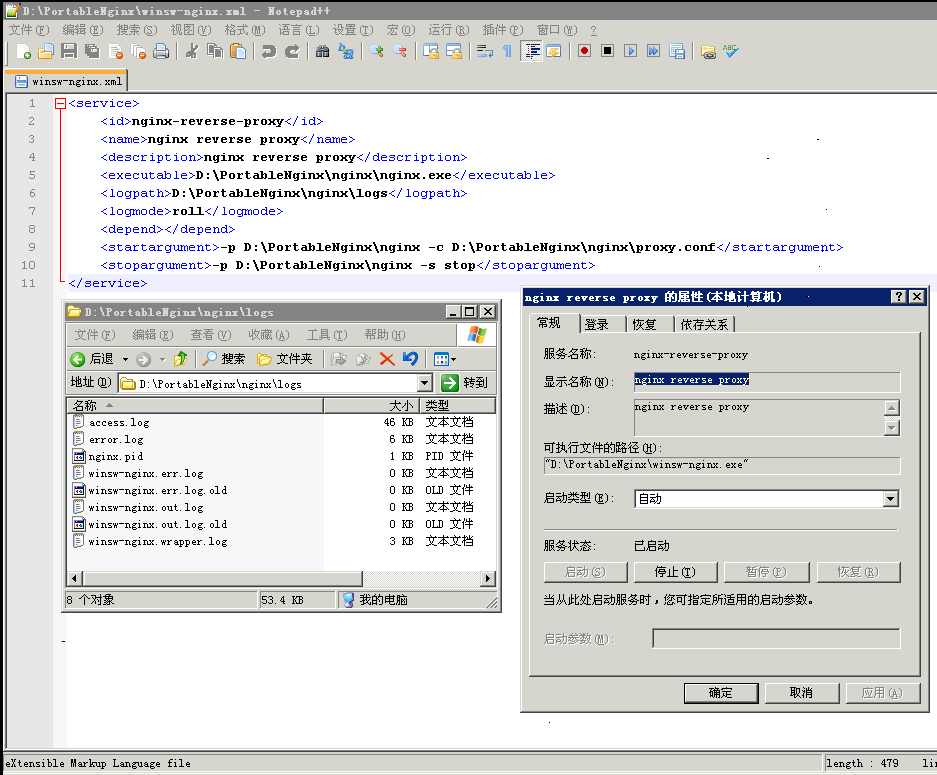 D:\PortableNginx\winsw-nginx.xml - Notepad++
文件(F) 编辑(E) 搜索(S) 视图(V) 格式(M) 语言(L) 设置(T) 宏(O) 运行(R) 插件(P) 窗口(W) ?
winsw-nginx.xml
1 <service>
2 <id>nginx-reverse-proxy</id>
3 <name>nginx reverse proxy</name>
4 <description>nginx reverse proxy</description>
5 <executable>D:\PortableNginx\nginx\nginx.exe</executable>
6 <logpath>D:\PortableNginx\nginx\logs</logpath>
7 <logmode>roll</logmode>
8 <depend></depend>
9 <startargument>-p D:\PortableNginx\nginx -c D:\PortableNginx\nginx\proxy.conf</startargument>
10 <stopargument>-p D:\PortableNginx\nginx -s stop</stopargument>
11 </service>
D:\PortableNginx\nginx\logs
文件(F) 编辑(E) 查看(V) 收藏(A) 工具(T) 帮助(H)
后退 搜索 文件夹
地址(D) D:\PortableNginx\nginx\logs 转到
名称 大小 类型
access.log 46 KB 文本文档
error.log 6 KB 文本文档
nginx.pid 1 KB PID 文件
winsw-nginx.err.log 0 KB 文本文档
winsw-nginx.err.log.old 0 KB OLD 文件
winsw-nginx.out.log 0 KB 文本文档
winsw-nginx.out.log.old 0 KB OLD 文件
winsw-nginx.wrapper.log 3 KB 文本文档
8 个对象 53.4 KB 我的电脑
nginx reverse proxy 的属性(本地计算机)
常规 登录 恢复 依存关系
服务名称: nginx-reverse-proxy
显示名称(N): nginx reverse proxy
描述(D): nginx reverse proxy
可执行文件的路径(H):
"D:\PortableNginx\winsw-nginx.exe"
启动类型(E): 自动
服务状态: 已启动
启动(S) 停止(T) 暂停(P) 恢复(R)
当从此处启动服务时,您可指定所适用的启动参数。
启动参数(M):
确定 取消 应用(A)
eXtensible Markup Language file length : 479 lin